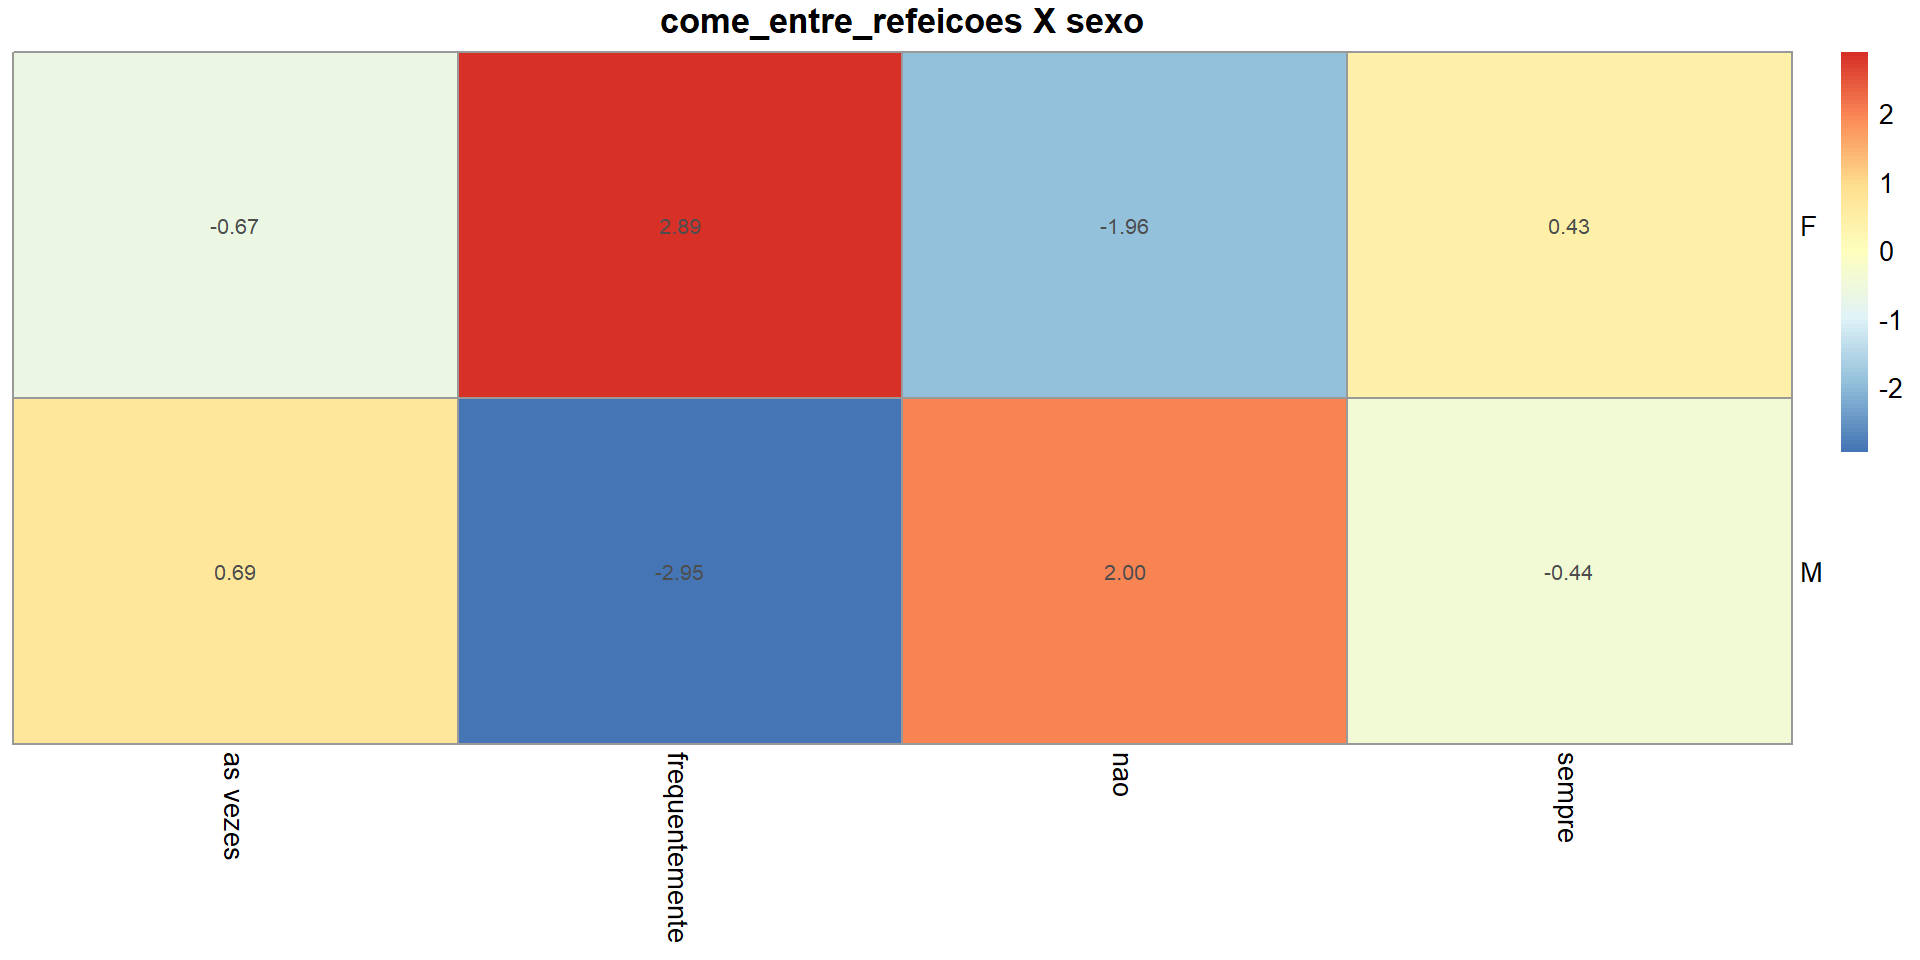 come_entre_refeicoes X sexo
-0.67 2.89 -1.96 0.43 F
0.69 -2.95 2.00 -0.44 M
as vezes frequentemente nao sempre
2
1
0
-1
-2